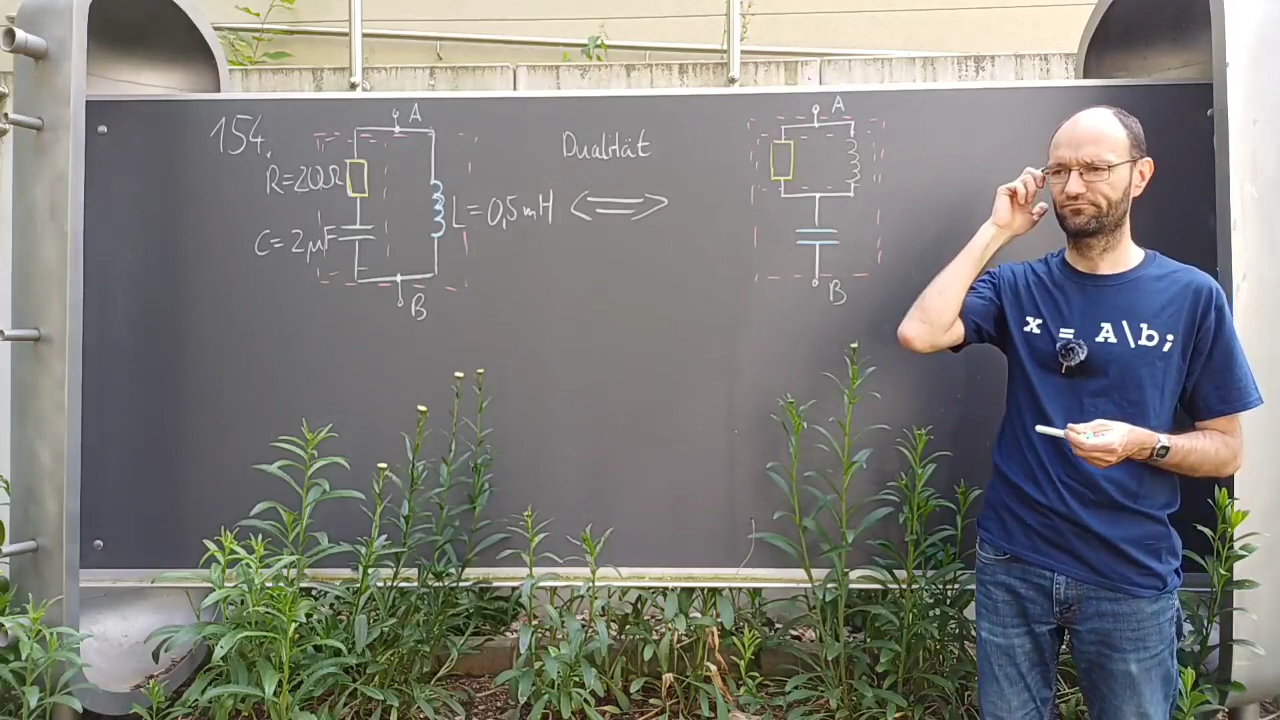 154.
A
R=20Ω
C=2μF
L=0,5mH
B
Dualität
A
B
x = A\b;